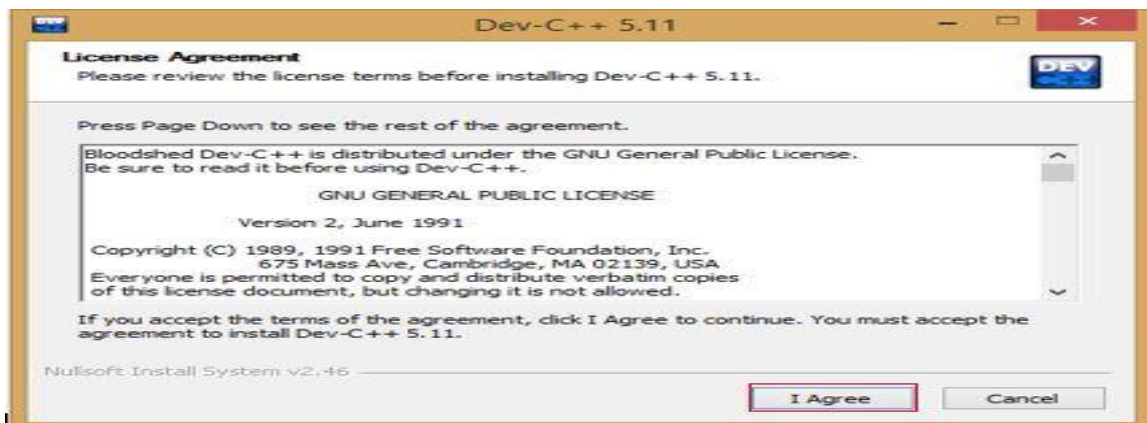 Dev-C++ 5.11
License Agreement
Please review the license terms before installing Dev-C++ 5.11.
DEV
C++
Press Page Down to see the rest of the agreement.
Bloodshed Dev-C++ is distributed under the GNU General Public License.
Be sure to read it before using Dev-C++.
GNU GENERAL PUBLIC LICENSE
Version 2, June 1991
Copyright (C) 1989, 1991 Free Software Foundation, Inc.
675 Mass Ave, Cambridge, MA 02139, USA
Everyone is permitted to copy and distribute verbatim copies
of this license document, but changing it is not allowed.
If you accept the terms of the agreement, click I Agree to continue. You must accept the
agreement to install Dev-C++ 5.11.
Nullsoft Install System v2.46
I Agree
Cancel